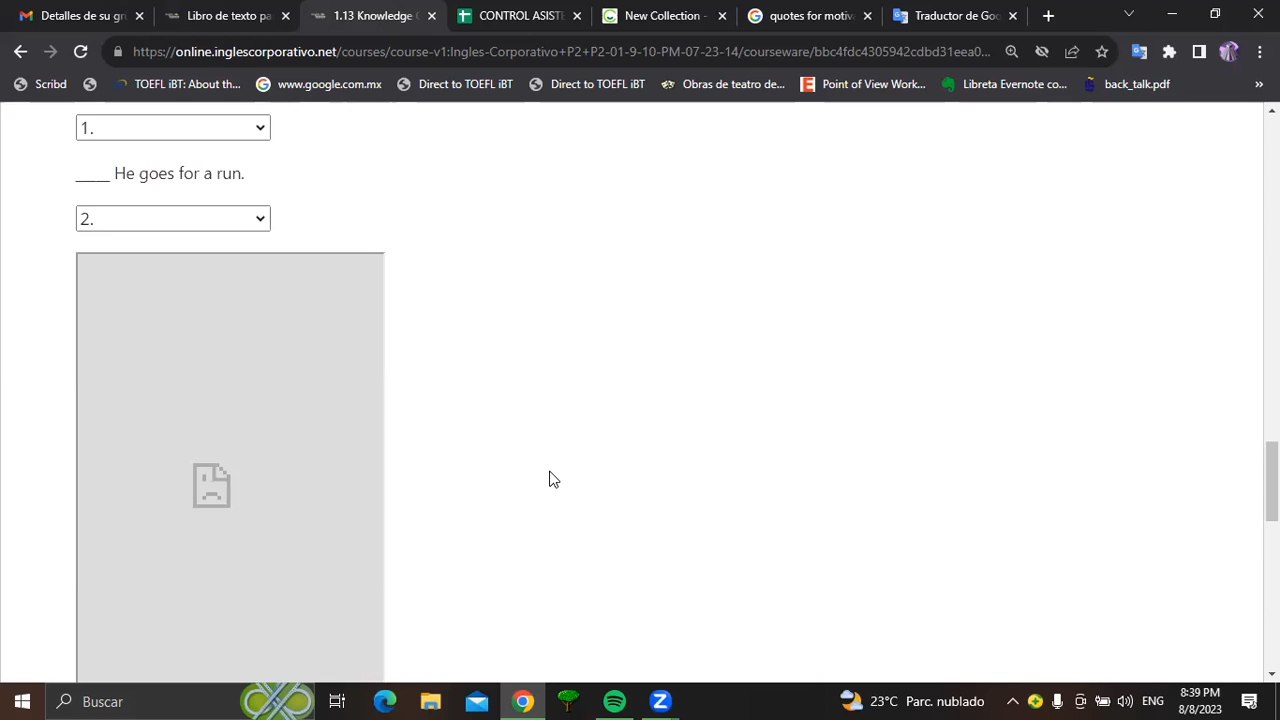 Detalles de su gr
Libro de texto pa
1.13 Knowledge
CONTROL ASIST
New Collection -
quotes for motiv
Traductor de Goo
https://online.inglescorporativo.net/courses/course-v1:Ingles-Corporativo+P2+P2-01-9-10-PM-07-23-14/courseware/bbc4fdc4305942cdbd31eea0...
Scribd
TOEFL iBT: About th...
www.google.com.mx
Direct to TOEFL iBT
Direct to TOEFL iBT
Obras de teatro de...
Point of View Work...
Libreta Evernote co...
back_talk.pdf
»
1.
_____ He goes for a run.
2.
Buscar
23°C Parc. nublado
ENG
8:39 PM
8/8/2023